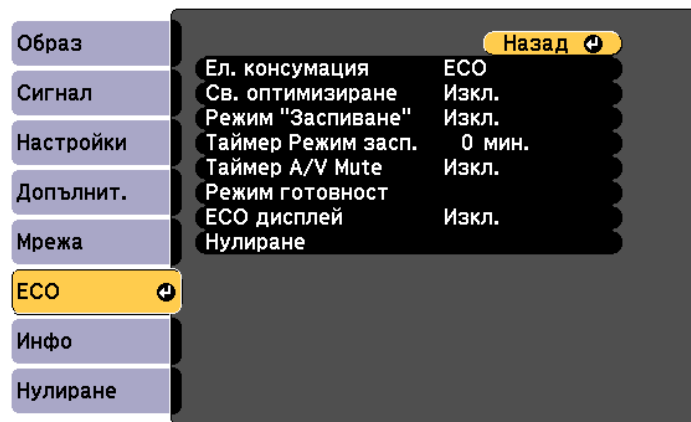 Образ
Сигнал
Настройки
Допълнит.
Мрежа
ECO
Инфо
Нулиране
Назад
Ел. консумация ECO
Св. оптимизиране Изкл.
Режим "Заспиване" Изкл.
Таймер Режим засп. 0 мин.
Таймер A/V Mute Изкл.
Режим готовност
ECO дисплей Изкл.
Нулиране